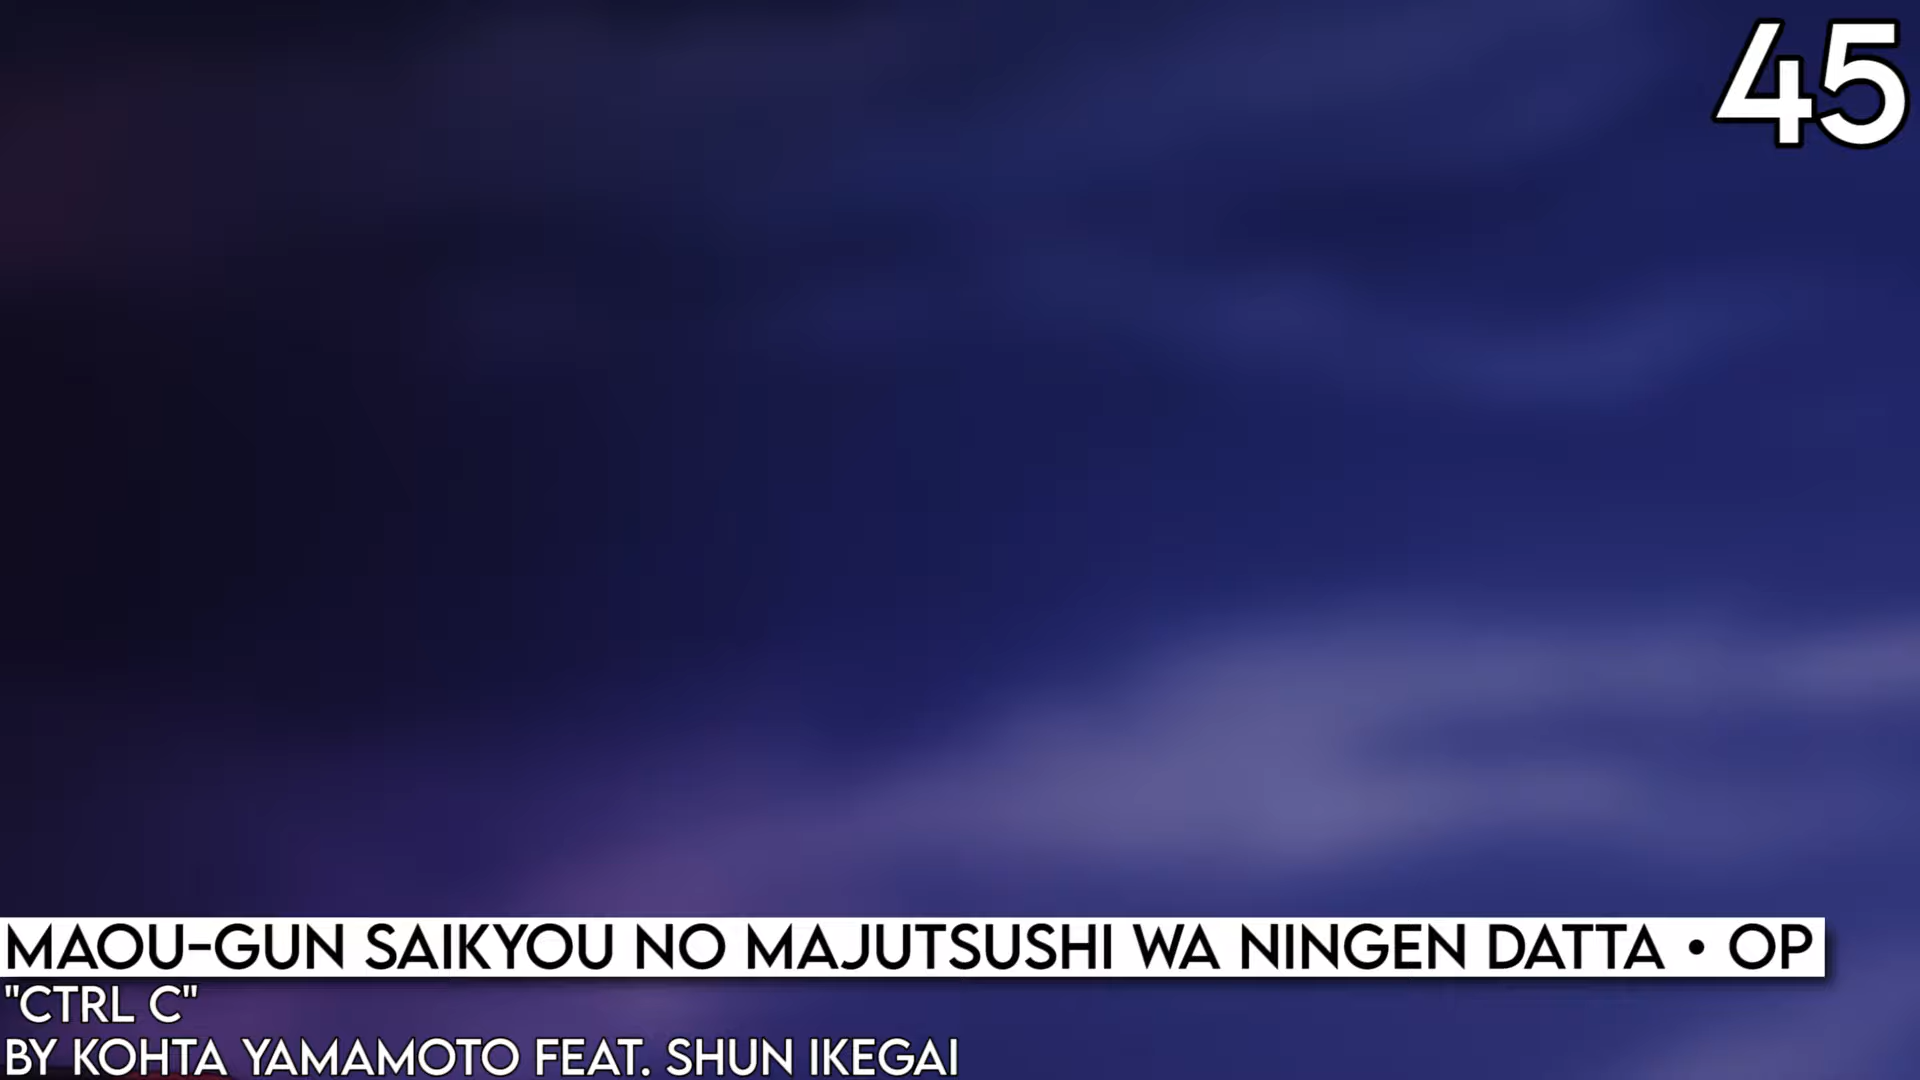 45
MAOU-GUN SAIKYOU NO MAJUTSUSHI WA NINGEN DATTA • OP
"CTRL C"
BY KOHTA YAMAMOTO FEAT. SHUN IKEGAI